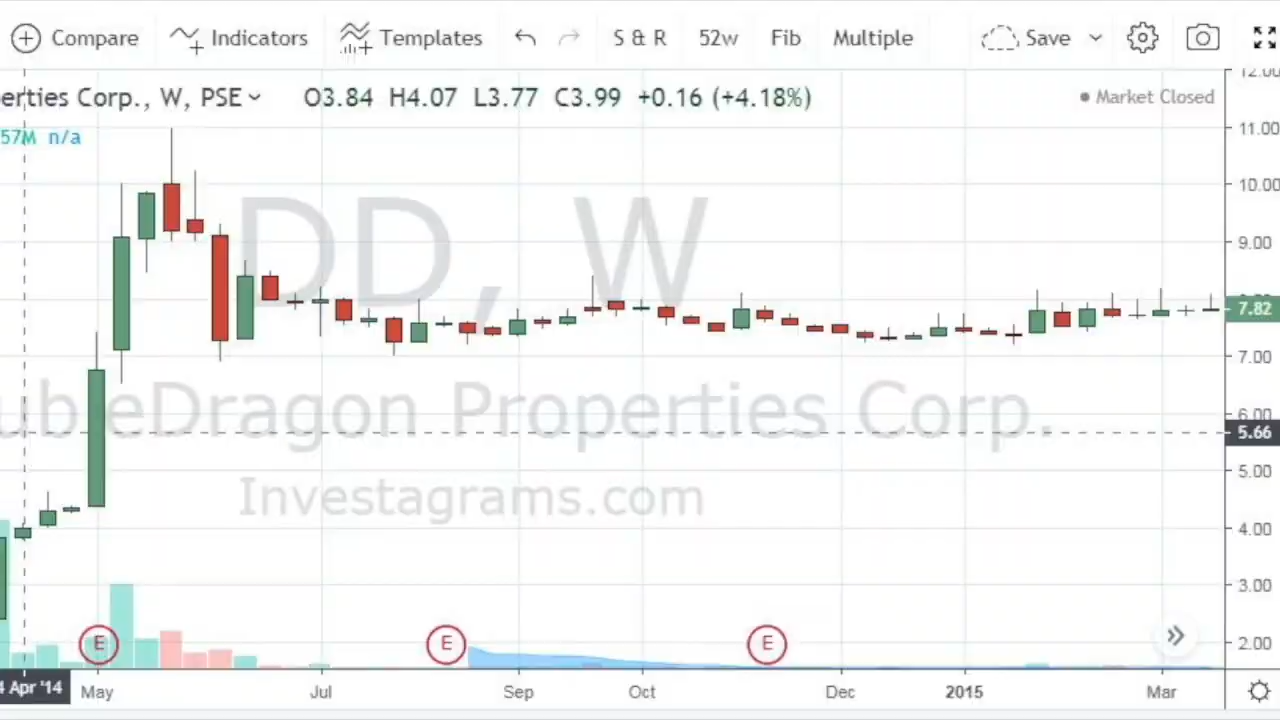 Compare Indicators Templates S & R 52w Fib Multiple Save
erties Corp., W, PSE O3.84 H4.07 L3.77 C3.99 +0.16 (+4.18%) Market Closed
57M n/a
12.00
11.00
10.00
9.00
DD, W
7.82
7.00
6.00
ubleDragon Properties Corp.
5.66
5.00
Investagrams.com
4.00
3.00
E E E
2.00
4 Apr '14 May Jul Sep Oct Dec 2015 Mar